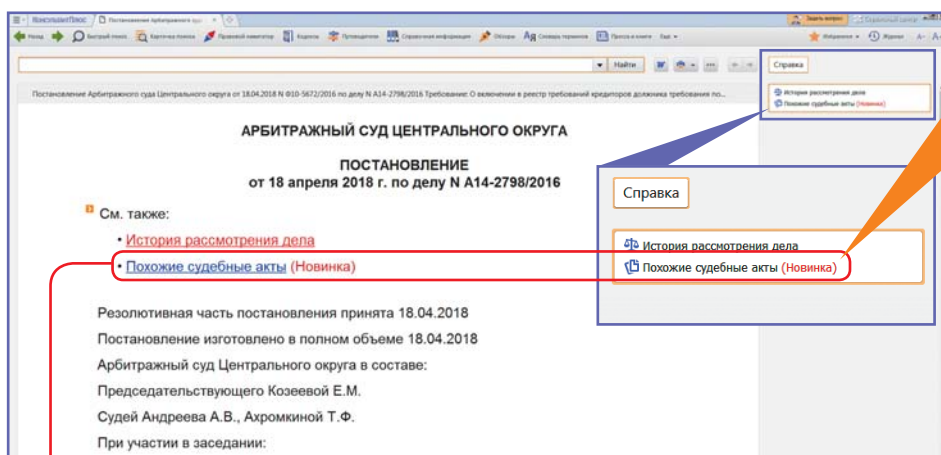 КонсультантПлюс
Постановление Арбитражного суда
Задать вопрос
Сервисный центр
Назад
Быстрый поиск
Карточка поиска
Правовой навигатор
Кодексы
Путеводители
Справочная информация
Обзоры
Словарь терминов
Пресса и книги
Еще
Избранное
Журнал
A-
A+
Найти
Справка
Постановление Арбитражного суда Центрального округа от 18.04.2018 N Ф10-5672/2016 по делу N А14-2798/2016 Требование: О включении в реестр требований кредиторов должника требования по...
История рассмотрения дела
Похожие судебные акты (Новинка)
АРБИТРАЖНЫЙ СУД ЦЕНТРАЛЬНОГО ОКРУГА
ПОСТАНОВЛЕНИЕ
от 18 апреля 2018 г. по делу N А14-2798/2016
См. также:
• История рассмотрения дела
• Похожие судебные акты (Новинка)
Справка
История рассмотрения дела
Похожие судебные акты (Новинка)
Резолютивная часть постановления принята 18.04.2018
Постановление изготовлено в полном объеме 18.04.2018
Арбитражный суд Центрального округа в составе:
Председательствующего Козеевой Е.М.
Судей Андреева А.В., Ахромкиной Т.Ф.
При участии в заседании: